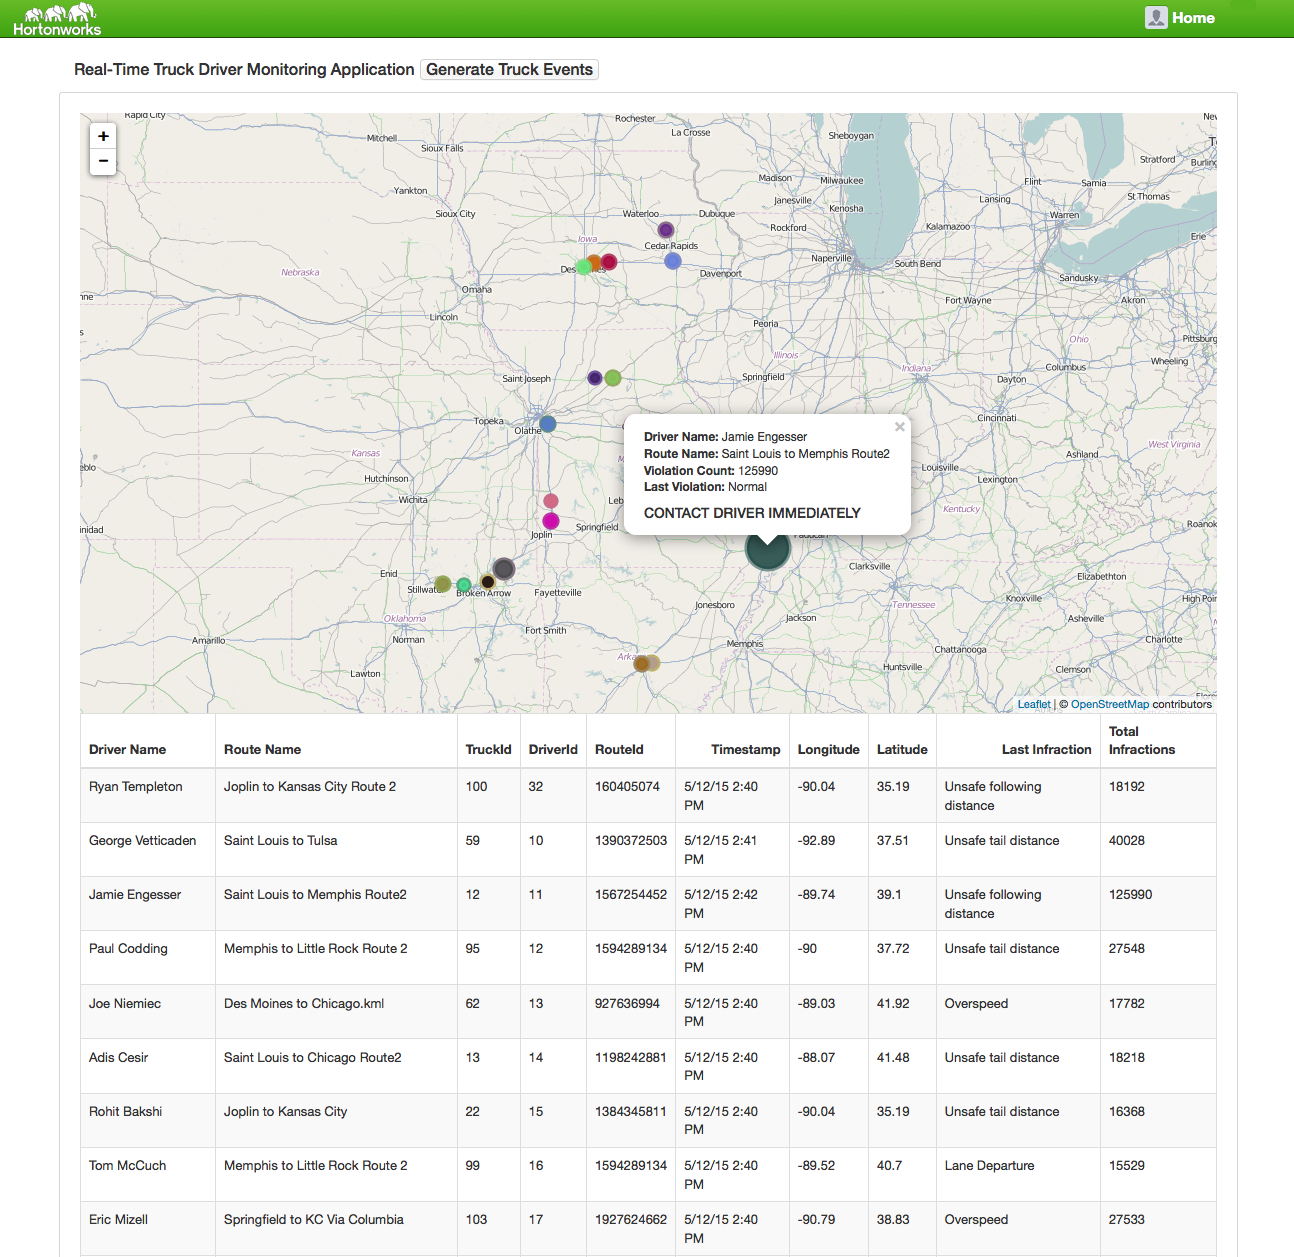 Hortonworks
Home
Real-Time Truck Driver Monitoring Application Generate Truck Events
+
−
Rapid City
Rochester
La Crosse
Sheboygan
Mitchell
Sioux Falls
Stratford
Madison
Milwaukee
Flint
Sarnia
Yankton
Janesville
Lansing
St Thomas
Sioux City
Waterloo
Dubuque
Kenosha
Warren
Rockford
Kalamazoo
Iowa
Cedar Rapids
Erie
Naperville
South Bend
Nebraska
Davenport
Sandusky
Omaha
Fort Wayne
Akron
Lincoln
Peoria
Ohio
Pittsburg
Illinois
Wheeling
Indiana
Columbus
Saint Joseph
Springfield
Dayton
Topeka
Olathe
Cincinnati
West Virginia
Kansas
Ashland
Louisville
Hutchinson
Lexington
Wichita
Kentucky
Springfield
Joplin
Clarksville
Enid
Elizabethton
Stillwater
Broken Arrow
Fayetteville
Knoxville
High Poi
Jonesboro
Tennessee
Oklahoma
Jackson
Asheville
Fort Smith
Norman
Amarillo
Memphis
Charlotte
Chattanooga
Huntsville
Clemson
Lawton
×
Driver Name: Jamie Engesser
Route Name: Saint Louis to Memphis Route2
Violation Count: 125990
Last Violation: Normal
CONTACT DRIVER IMMEDIATELY
Leaflet | © OpenStreetMap contributors
Driver Name Route Name TruckId DriverId RouteId Timestamp Longitude Latitude Last Infraction Total Infractions
Ryan Templeton Joplin to Kansas City Route 2 100 32 160405074 5/12/15 2:40 PM -90.04 35.19 Unsafe following distance 18192
George Vetticaden Saint Louis to Tulsa 59 10 1390372503 5/12/15 2:41 PM -92.89 37.51 Unsafe tail distance 40028
Jamie Engesser Saint Louis to Memphis Route2 12 11 1567254452 5/12/15 2:42 PM -89.74 39.1 Unsafe following distance 125990
Paul Codding Memphis to Little Rock Route 2 95 12 1594289134 5/12/15 2:40 PM -90 37.72 Unsafe tail distance 27548
Joe Niemiec Des Moines to Chicago.kml 62 13 927636994 5/12/15 2:40 PM -89.03 41.92 Overspeed 17782
Adis Cesir Saint Louis to Chicago Route2 13 14 1198242881 5/12/15 2:40 PM -88.07 41.48 Unsafe tail distance 18218
Rohit Bakshi Joplin to Kansas City 22 15 1384345811 5/12/15 2:40 PM -90.04 35.19 Unsafe tail distance 16368
Tom McCuch Memphis to Little Rock Route 2 99 16 1594289134 5/12/15 2:40 PM -89.52 40.7 Lane Departure 15529
Eric Mizell Springfield to KC Via Columbia 103 17 1927624662 5/12/15 2:40 PM -90.79 38.83 Overspeed 27533